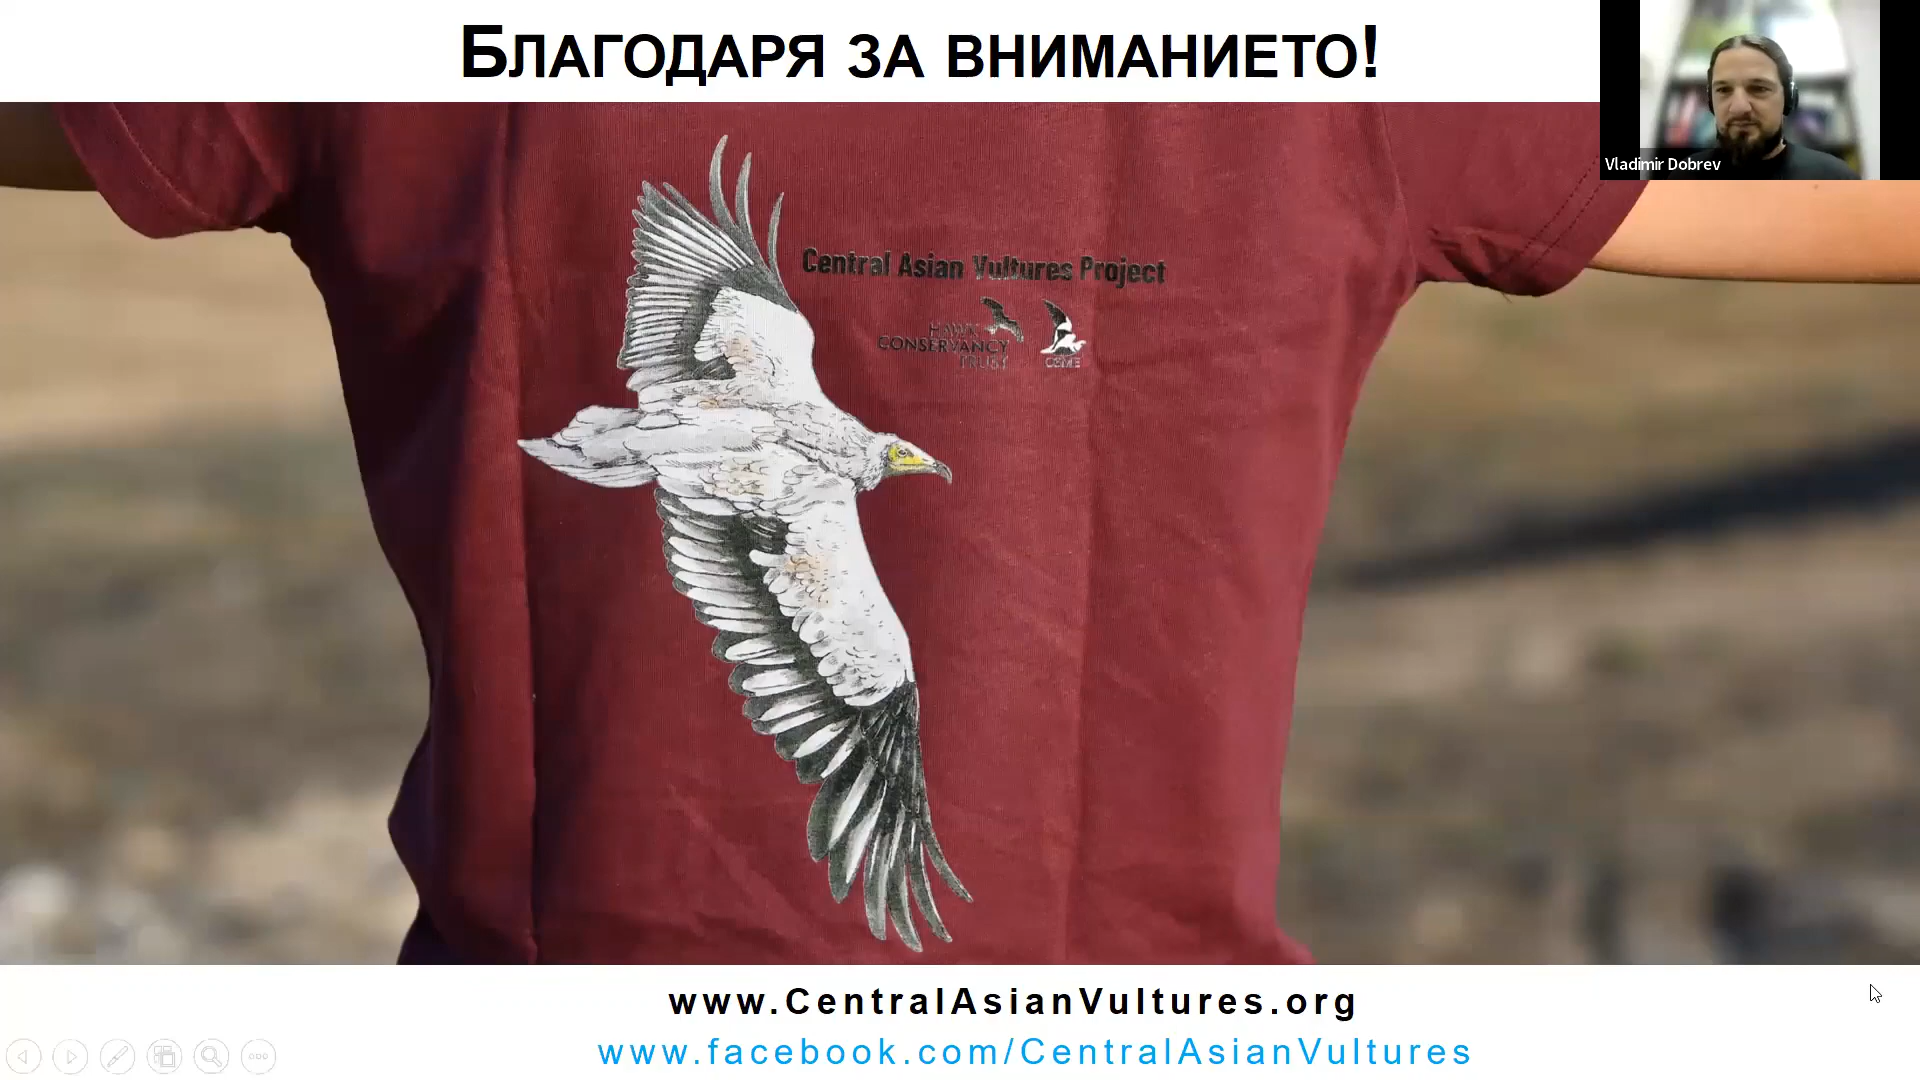 БЛАГОДАРЯ ЗА ВНИМАНИЕТО!
Vladimir Dobrev
Central Asian Vultures Project
HAWK
CONSERVANCY
TRUST
www.CentralAsianVultures.org
www.facebook.com/CentralAsianVultures